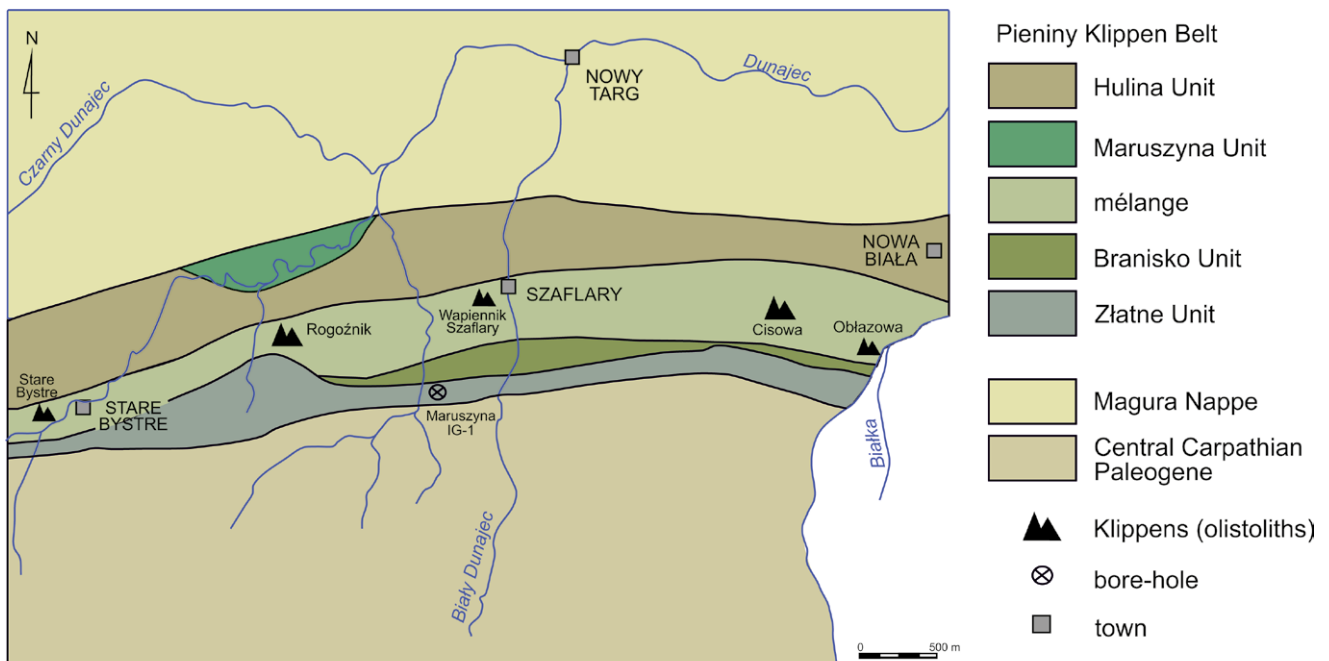 N
Czarny Dunajec
NOWY
TARG
Dunajec
NOWA
BIAŁA
SZAFLARY
Wapiennik
Szaflary
Rogoźnik
Cisowa
Obłazowa
Stare
Bystre
STARE
BYSTRE
Maruszyna
IG-1
Biały Dunajec
Białka
0 500 m
Pieniny Klippen Belt
Hulina Unit
Maruszyna Unit
mélange
Branisko Unit
Złatne Unit
Magura Nappe
Central Carpathian
Paleogene
Klippens (olistoliths)
bore-hole
town